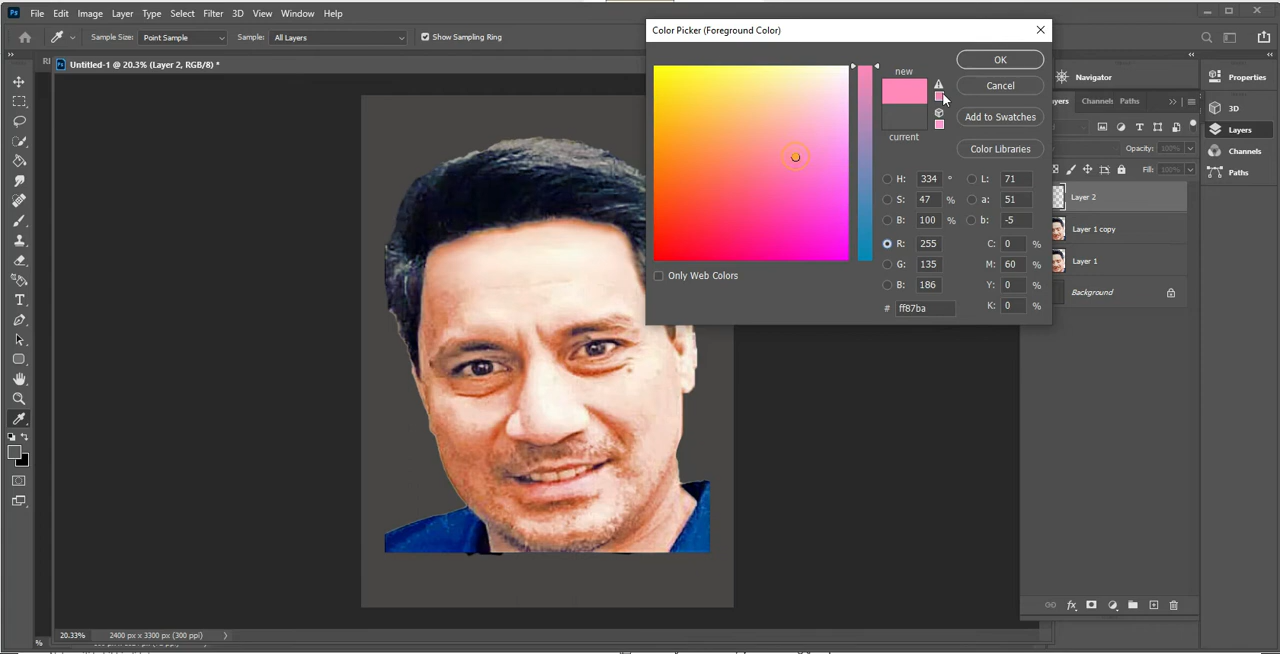 Ps File Edit Image Layer Type Select Filter 3D View Window Help
Sample Size: Point Sample Sample: All Layers Show Sampling Ring
Untitled-1 @ 20.3% (Layer 2, RGB/8) *
Color Picker (Foreground Color)
new
current
OK
Cancel
Add to Swatches
Color Libraries
H: 334 ° L: 71
S: 47 % a: 51
B: 100 % b: -5
R: 255 C: 0 %
G: 135 M: 60 %
B: 186 Y: 0 %
# ff87ba K: 0 %
Only Web Colors
Navigator
Channels Paths
Opacity: 100%
Fill: 100%
Layer 2
Layer 1 copy
Layer 1
Background
Properties
3D
Layers
Channels
Paths
20.33% 2400 px x 3300 px (300 ppi)